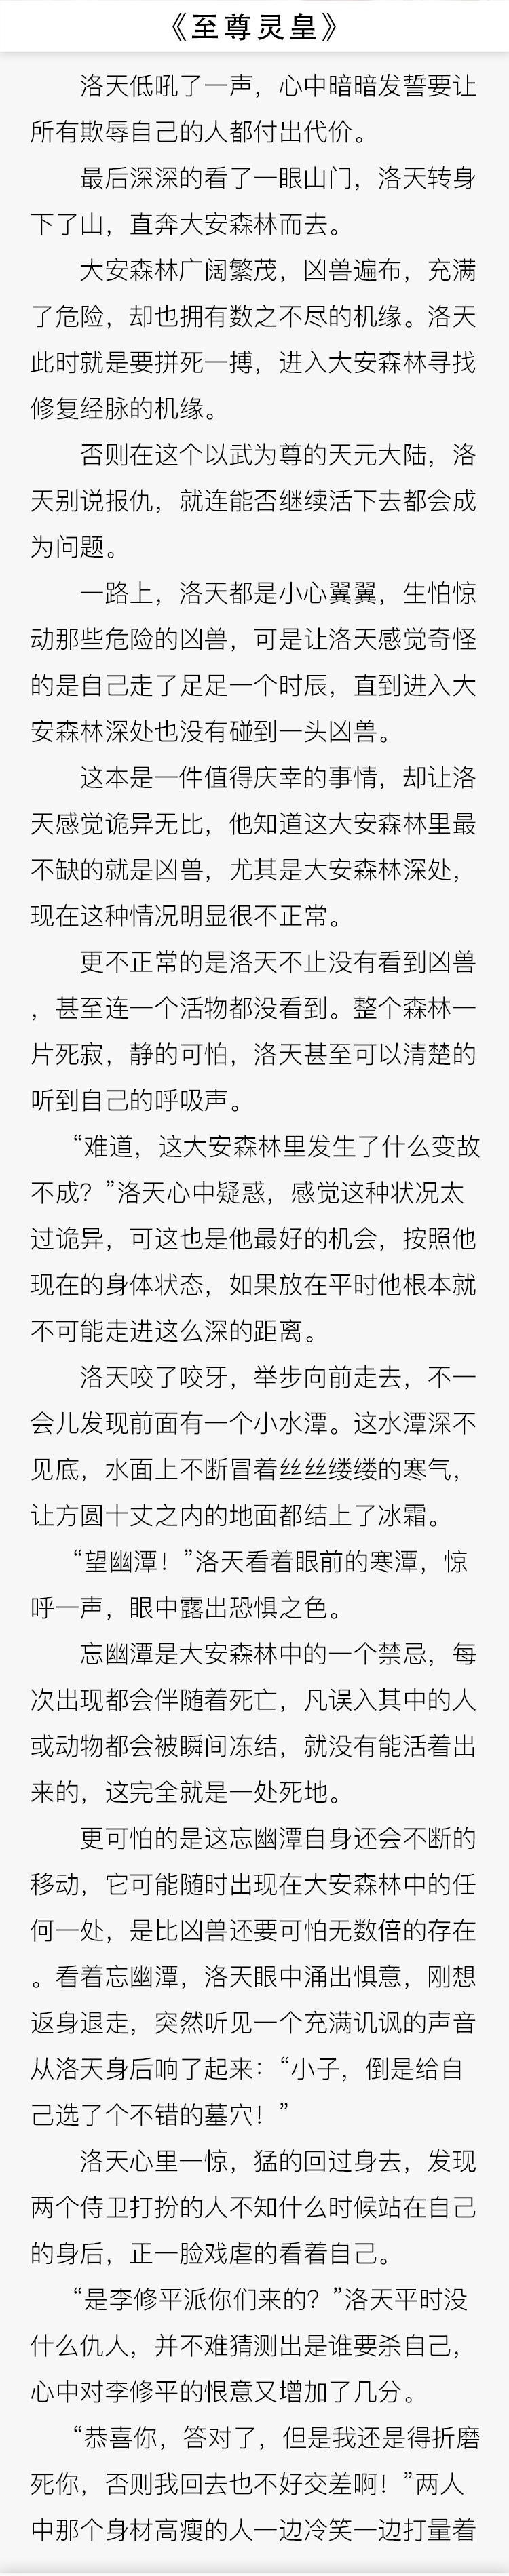 《至尊灵皇》
洛天低吼了一声，心中暗暗发誓要让
所有欺辱自己的人都付出代价。
最后深深的看了一眼山门，洛天转身
下了山，直奔大安森林而去。
大安森林广阔繁茂，凶兽遍布，充满
了危险，却也拥有数之不尽的机缘。洛天
此时就是要拼死一搏，进入大安森林寻找
修复经脉的机缘。
否则在这个以武为尊的天元大陆，洛
天别说报仇，就连能否继续活下去都会成
为问题。
一路上，洛天都是小心翼翼，生怕惊
动那些危险的凶兽，可是让洛天感觉奇怪
的是自己走了足足一个时辰，直到进入大
安森林深处也没有碰到一头凶兽。
这本是一件值得庆幸的事情，却让洛
天感觉诡异无比，他知道这大安森林里最
不缺的就是凶兽，尤其是大安森林深处，
现在这种情况明显很不正常。
更不正常的是洛天不止没有看到凶兽
，甚至连一个活物都没看到。整个森林一
片死寂，静的可怕，洛天甚至可以清楚的
听到自己的呼吸声。
“难道，这大安森林里发生了什么变故
不成？”洛天心中疑惑，感觉这种状况太
过诡异，可这也是他最好的机会，按照他
现在的身体状态，如果放在平时他根本就
不可能走进这么深的距离。
洛天咬了咬牙，举步向前走去，不一
会儿发现前面有一个小水潭。这水潭深不
见底，水面上不断冒着丝丝缕缕的寒气，
让方圆十丈之内的地面都结上了冰霜。
“望幽潭！”洛天看着眼前的寒潭，惊
呼一声，眼中露出恐惧之色。
忘幽潭是大安森林中的一个禁忌，每
次出现都会伴随着死亡，凡误入其中的人
或动物都会被瞬间冻结，就没有能活着出
来的，这完全就是一处死地。
更可怕的是这忘幽潭自身还会不断的
移动，它可能随时出现在大安森林中的任
何一处，是比凶兽还要可怕无数倍的存在
。看着忘幽潭，洛天眼中涌出惧意，刚想
返身退走，突然听见一个充满讥讽的声音
从洛天身后响了起来：“小子，倒是给自
己选了个不错的墓穴！”
洛天心里一惊，猛的回过身去，发现
两个侍卫打扮的人不知什么时候站在自己
的身后，正一脸戏虐的看着自己。
“是李修平派你们来的？”洛天平时没
什么仇人，并不难猜测出是谁要杀自己，
心中对李修平的恨意又增加了几分。
“恭喜你，答对了，但是我还是得折磨
死你，否则我回去也不好交差啊！”两人
中那个身材高瘦的人一边冷笑一边打量着